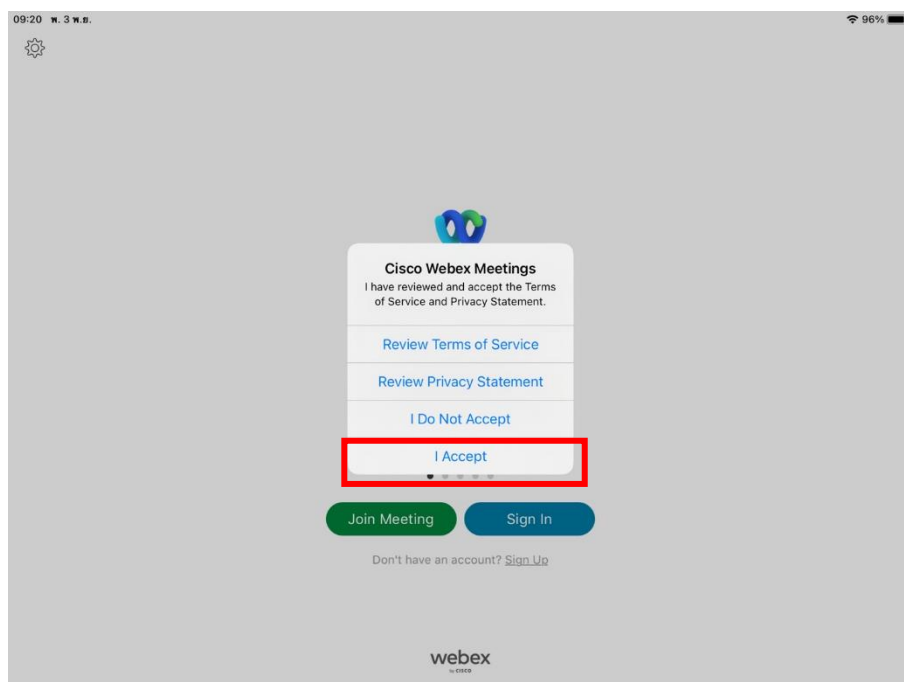 09:20 พ. 3 พ.ย.
96%
Cisco Webex Meetings
I have reviewed and accept the Terms
of Service and Privacy Statement.
Review Terms of Service
Review Privacy Statement
I Do Not Accept
I Accept
Join Meeting
Sign In
Don't have an account? Sign Up
webex
by CISCO